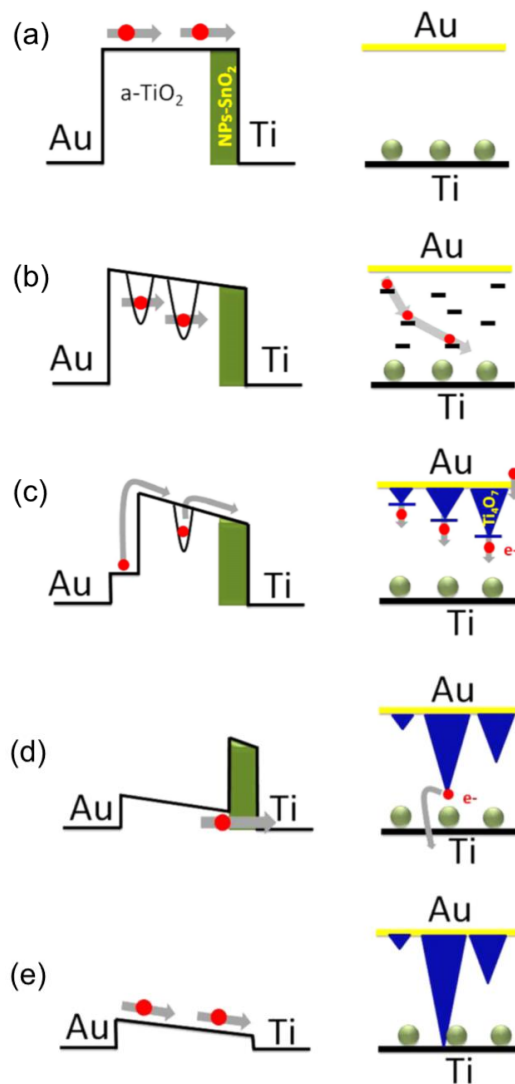 (a)
Au
a-TiO₂
NPs-SnO₂
Au
Ti
Ti
(b)
Au
Au
Ti
Ti
(c)
Au
Ti₄O₇
e-
Au
Ti
Ti
(d)
Au
Au
Ti
e-
Ti
(e)
Au
Au
Ti
Ti